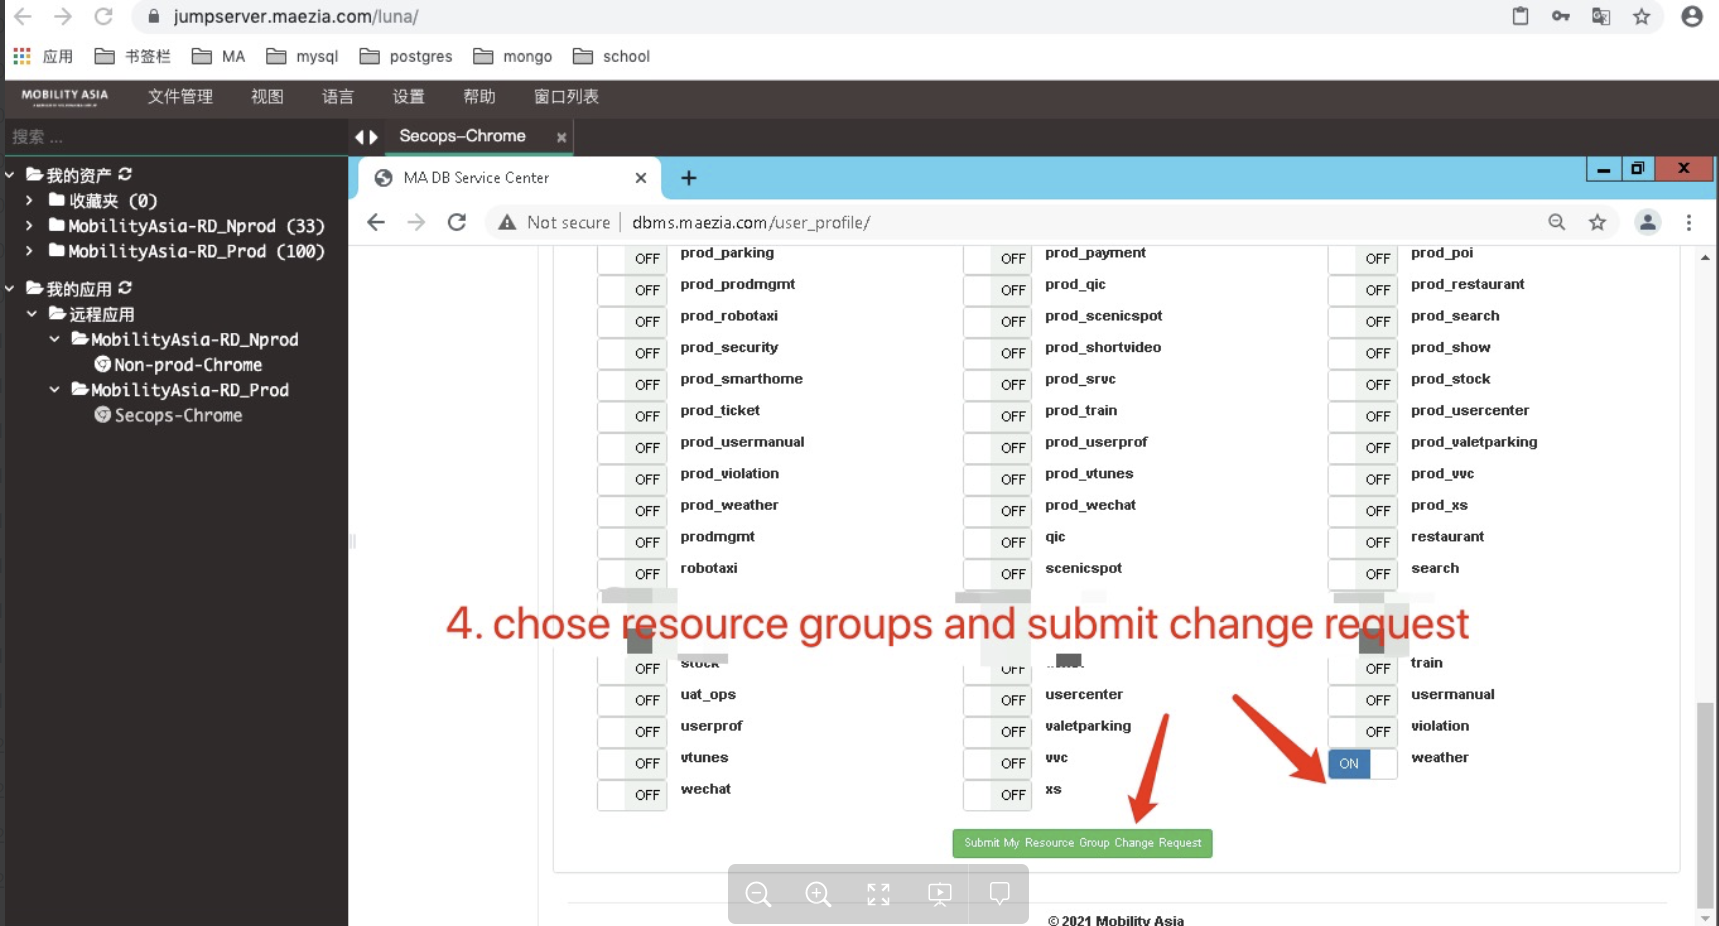 jumpserver.maezia.com/luna/
应用 书签栏 MA mysql postgres mongo school
MOBILITY ASIA 文件管理 视图 语言 设置 帮助 窗口列表
搜索 ...
Secops-Chrome
我的资产
收藏夹 (0)
MobilityAsia-RD_Nprod (33)
MobilityAsia-RD_Prod (100)
我的应用
远程应用
MobilityAsia-RD_Nprod
Non-prod-Chrome
MobilityAsia-RD_Prod
Secops-Chrome
MA DB Service Center
Not secure dbms.maezia.com/user_profile/
OFF prod_parking OFF prod_payment OFF prod_poi
OFF prod_prodmgmt OFF prod_qic OFF prod_restaurant
OFF prod_robotaxi OFF prod_scenicspot OFF prod_search
OFF prod_security OFF prod_shortvideo OFF prod_show
OFF prod_smarthome OFF prod_srvc OFF prod_stock
OFF prod_ticket OFF prod_train OFF prod_usercenter
OFF prod_usermanual OFF prod_userprof OFF prod_valetparking
OFF prod_violation OFF prod_vtunes OFF prod_vvc
OFF prod_weather OFF prod_wechat OFF prod_xs
OFF prodmgmt OFF qic OFF restaurant
OFF robotaxi OFF scenicspot OFF search
4. chose resource groups and submit change request
OFF stock OFF OFF train
OFF uat_ops OFF usercenter OFF usermanual
OFF userprof OFF valetparking OFF violation
OFF vtunes OFF vvc ON weather
OFF wechat OFF xs
Submit My Resource Group Change Request
© 2021 Mobility Asia